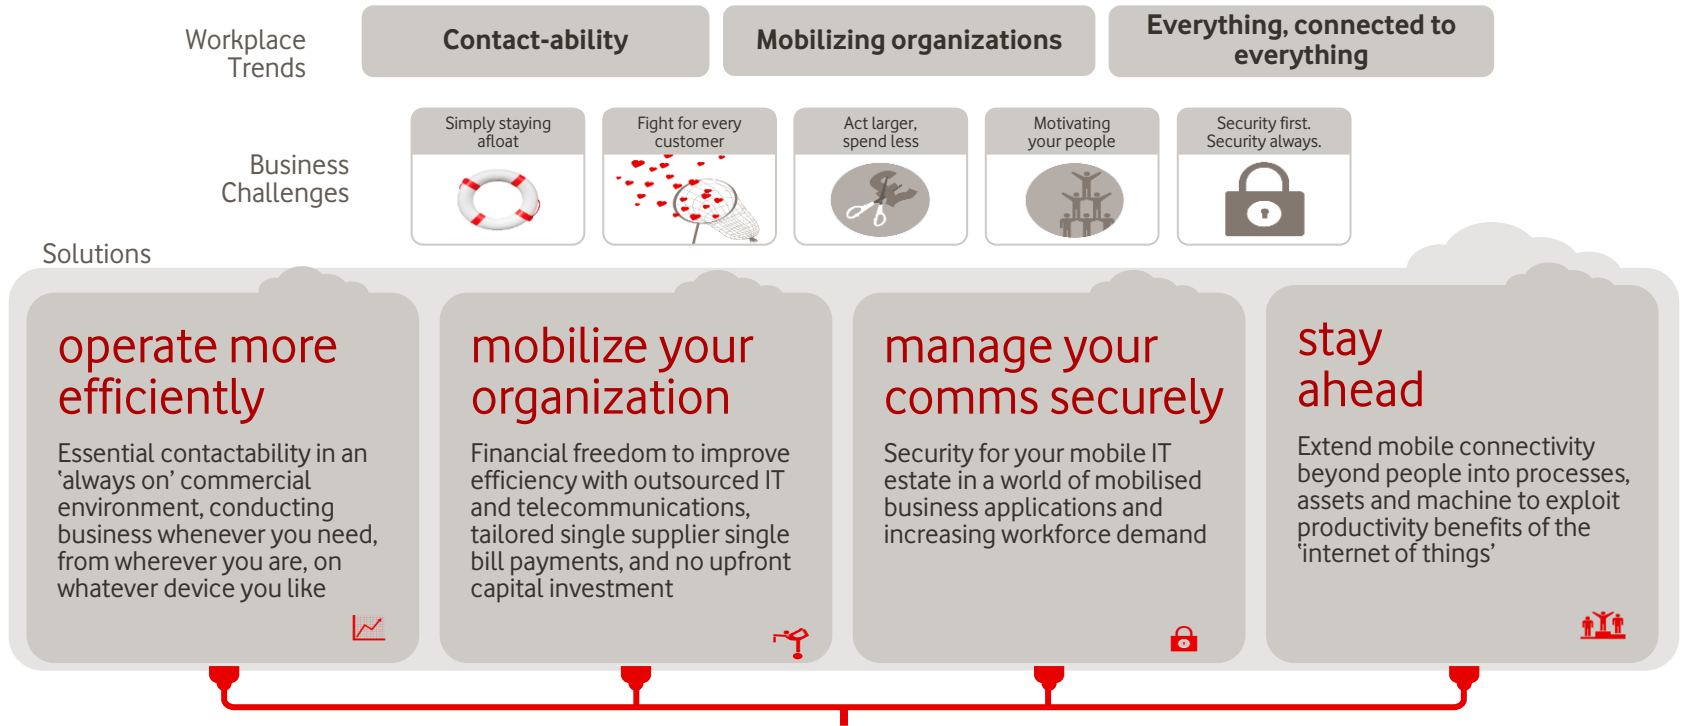 Workplace
Trends
Contact-ability
Mobilizing organizations
Everything, connected to
everything
Business
Challenges
Simply staying
afloat
Fight for every
customer
Act larger,
spend less
Motivating
your people
Security first.
Security always.
Solutions
operate more
efficiently
Essential contactability in an
‘always on’ commercial
environment, conducting
business whenever you need,
from wherever you are, on
whatever device you like
mobilize your
organization
Financial freedom to improve
efficiency with outsourced IT
and telecommunications,
tailored single supplier single
bill payments, and no upfront
capital investment
manage your
comms securely
Security for your mobile IT
estate in a world of mobilised
business applications and
increasing workforce demand
stay
ahead
Extend mobile connectivity
beyond people into processes,
assets and machine to exploit
productivity benefits of the
‘internet of things’